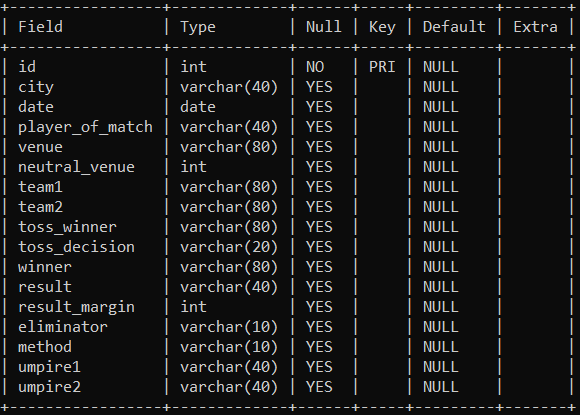 +-----------------+-------------+------+-----+---------+-------+
| Field           | Type        | Null | Key | Default | Extra |
+-----------------+-------------+------+-----+---------+-------+
| id              | int         | NO   | PRI | NULL    |       |
| city            | varchar(40) | YES  |     | NULL    |       |
| date            | date        | YES  |     | NULL    |       |
| player_of_match | varchar(40) | YES  |     | NULL    |       |
| venue           | varchar(80) | YES  |     | NULL    |       |
| neutral_venue   | int         | YES  |     | NULL    |       |
| team1           | varchar(80) | YES  |     | NULL    |       |
| team2           | varchar(80) | YES  |     | NULL    |       |
| toss_winner     | varchar(80) | YES  |     | NULL    |       |
| toss_decision   | varchar(20) | YES  |     | NULL    |       |
| winner          | varchar(80) | YES  |     | NULL    |       |
| result          | varchar(40) | YES  |     | NULL    |       |
| result_margin   | int         | YES  |     | NULL    |       |
| eliminator      | varchar(10) | YES  |     | NULL    |       |
| method          | varchar(10) | YES  |     | NULL    |       |
| umpire1         | varchar(40) | YES  |     | NULL    |       |
| umpire2         | varchar(40) | YES  |     | NULL    |       |
+-----------------+-------------+------+-----+---------+-------+